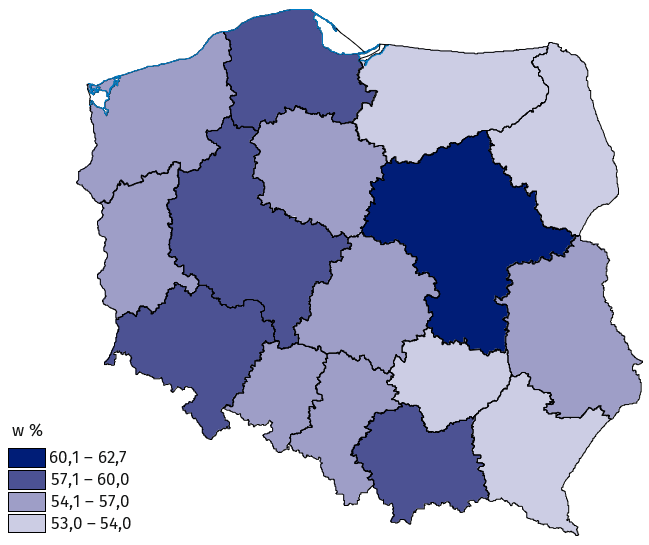 w %
60,1 – 62,7
57,1 – 60,0
54,1 – 57,0
53,0 – 54,0